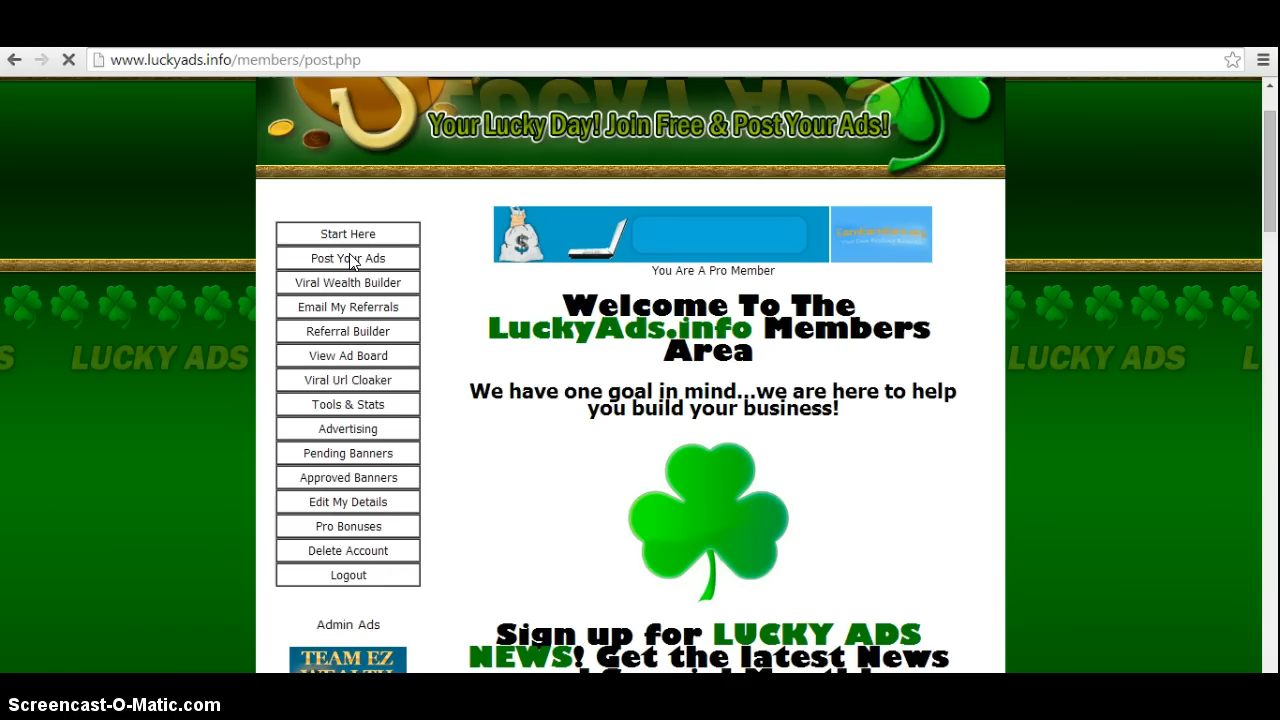 www.luckyads.info/members/post.php
Your Lucky Day! Join Free & Post Your Ads!
Start Here
Post Your Ads
Viral Wealth Builder
Email My Referrals
Referral Builder
View Ad Board
Viral Url Cloaker
Tools & Stats
Advertising
Pending Banners
Approved Banners
Edit My Details
Pro Bonuses
Delete Account
Logout
Admin Ads
TEAM EZ
WEALTH
You Are A Pro Member
Welcome To The
LuckyAds.info Members
Area
We have one goal in mind...we are here to help
you build your business!
Sign up for LUCKY ADS
NEWS! Get the latest News
LUCKY ADS
LUCKY ADS
Screencast-O-Matic.com